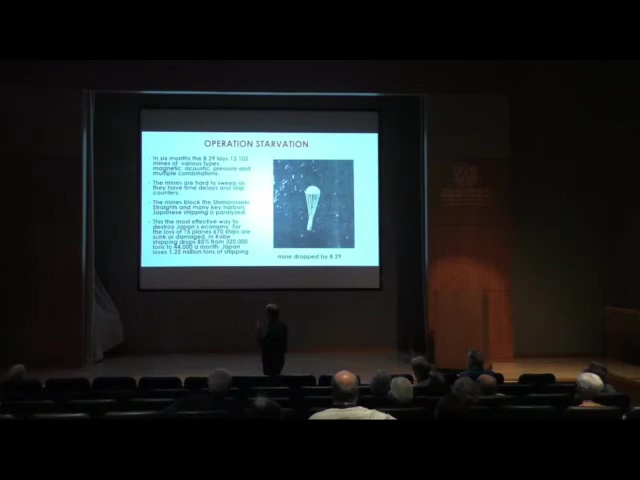 OPERATION STARVATION
- In six months the B 29 lays 13,102
mines of various types
magnetic, acoustic, pressure and
multiple combinations.
- The mines are hard to sweep as
they have time delays and ship
counters.
- The mines block the Shimonoseki
Straights and many key harbors.
Japanese shipping is paralyzed.
- This the most effective way to
destroy Japan's economy. For
the loss of 15 planes 670 ships are
sunk or damaged. In Kobe
shipping drops 85% from 320,000
tons to 44,000 a month. Japan
loses 1.25 million tons of shipping
mine dropped by B 29